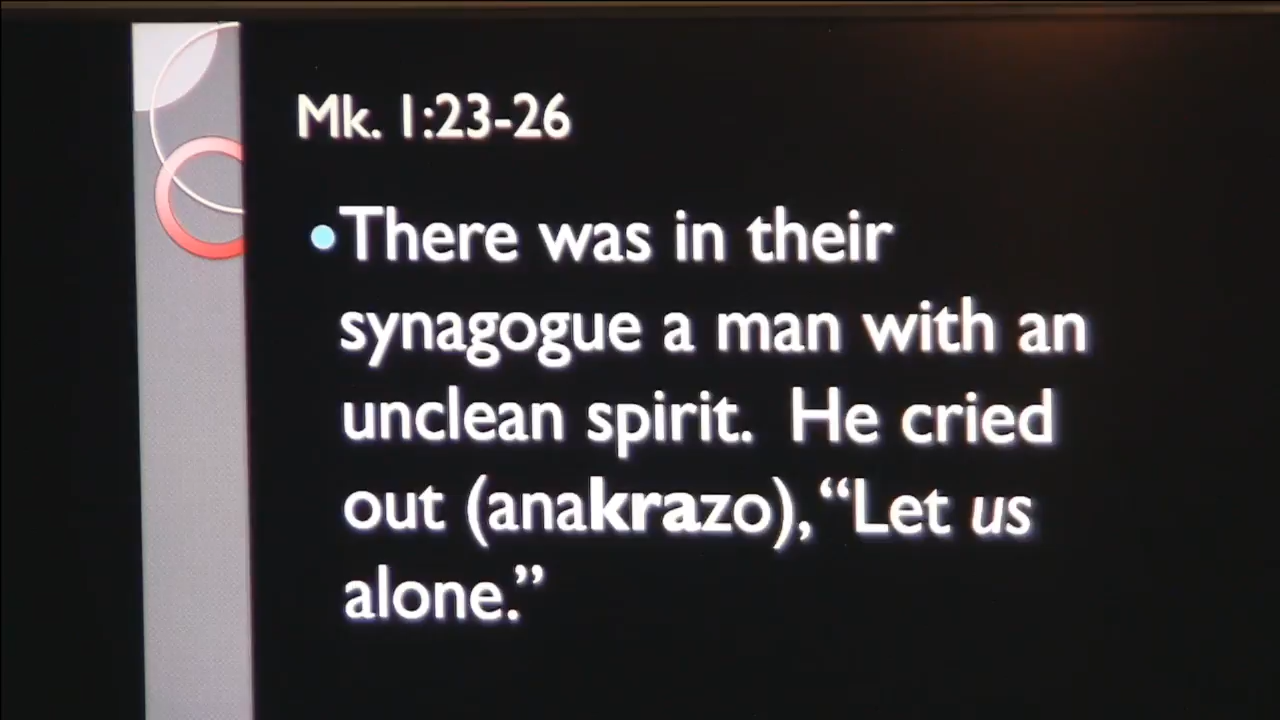 Mk. 1:23-26
•There was in their
synagogue a man with an
unclean spirit.  He cried
out (anakrazo), “Let us
alone.”